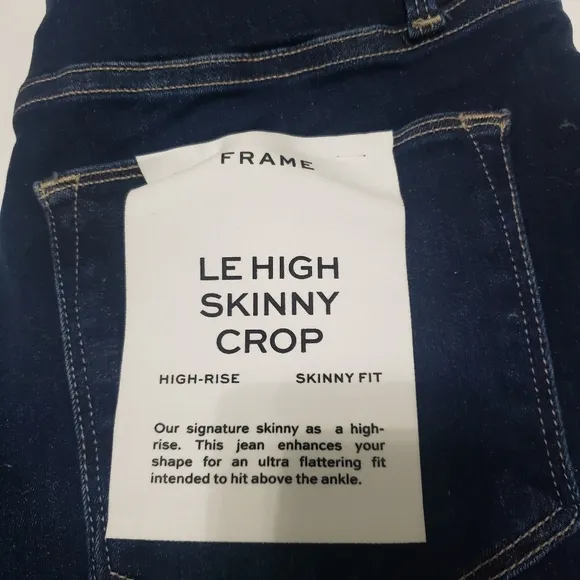 FRAME
LE HIGH
SKINNY
CROP
HIGH-RISE SKINNY FIT
Our signature skinny as a high-
rise. This jean enhances your
shape for an ultra flattering fit
intended to hit above the ankle.